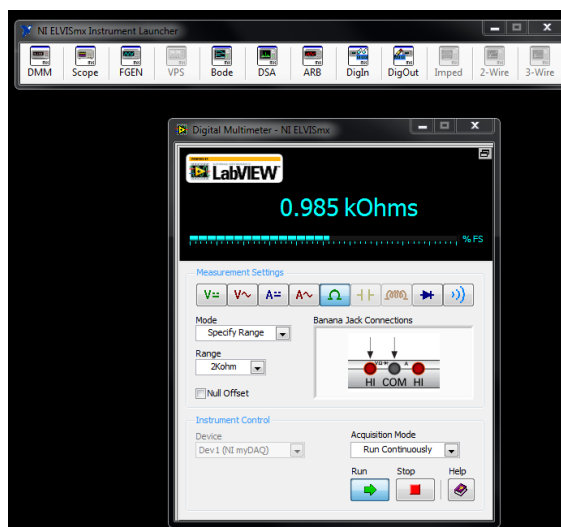 NI ELVISmx Instrument Launcher
DMM Scope FGEN VPS Bode DSA ARB DigIn DigOut Imped 2-Wire 3-Wire
Digital Multimeter - NI ELVISmx
LabVIEW
0.985 kOhms
% FS
Measurement Settings
V= V~ A= A~ Ω
Mode
Specify Range
Banana Jack Connections
Range
2Kohm
HI COM HI
Null Offset
Instrument Control
Device
Dev1 (NI myDAQ)
Acquisition Mode
Run Continuously
Run Stop Help